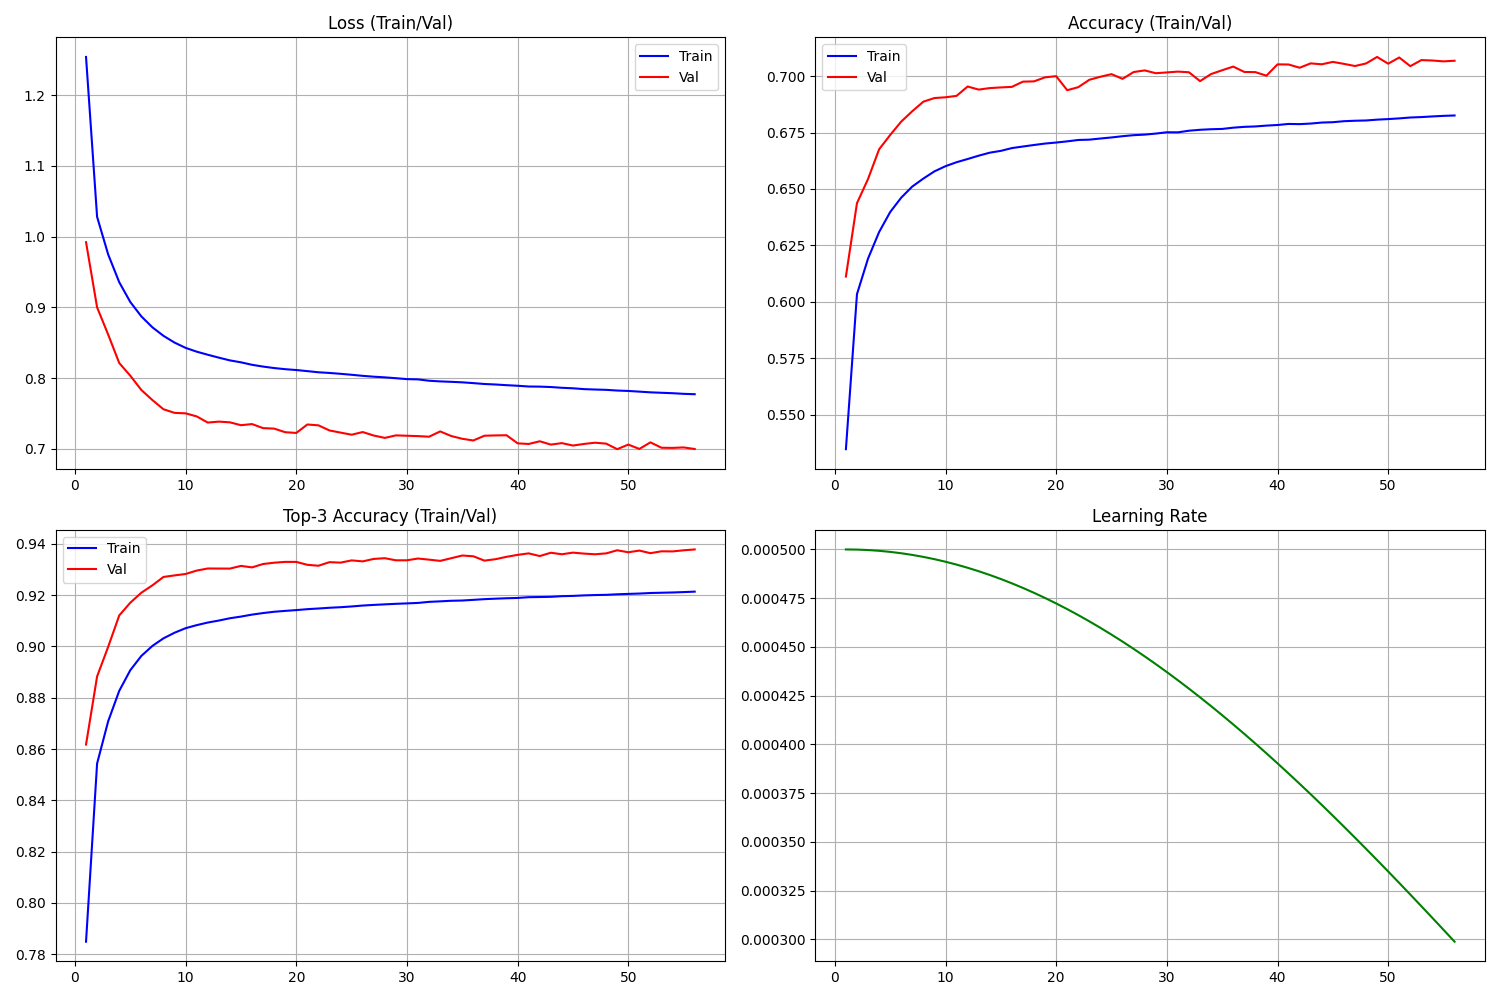 Loss (Train/Val)
Train
Val
1.2
1.1
1.0
0.9
0.8
0.7
0 10 20 30 40 50
Accuracy (Train/Val)
Train
Val
0.700
0.675
0.650
0.625
0.600
0.575
0.550
0 10 20 30 40 50
Top-3 Accuracy (Train/Val)
Train
Val
0.94
0.92
0.90
0.88
0.86
0.84
0.82
0.80
0.78
0 10 20 30 40 50
Learning Rate
0.000500
0.000475
0.000450
0.000425
0.000400
0.000375
0.000350
0.000325
0.000300
0 10 20 30 40 50